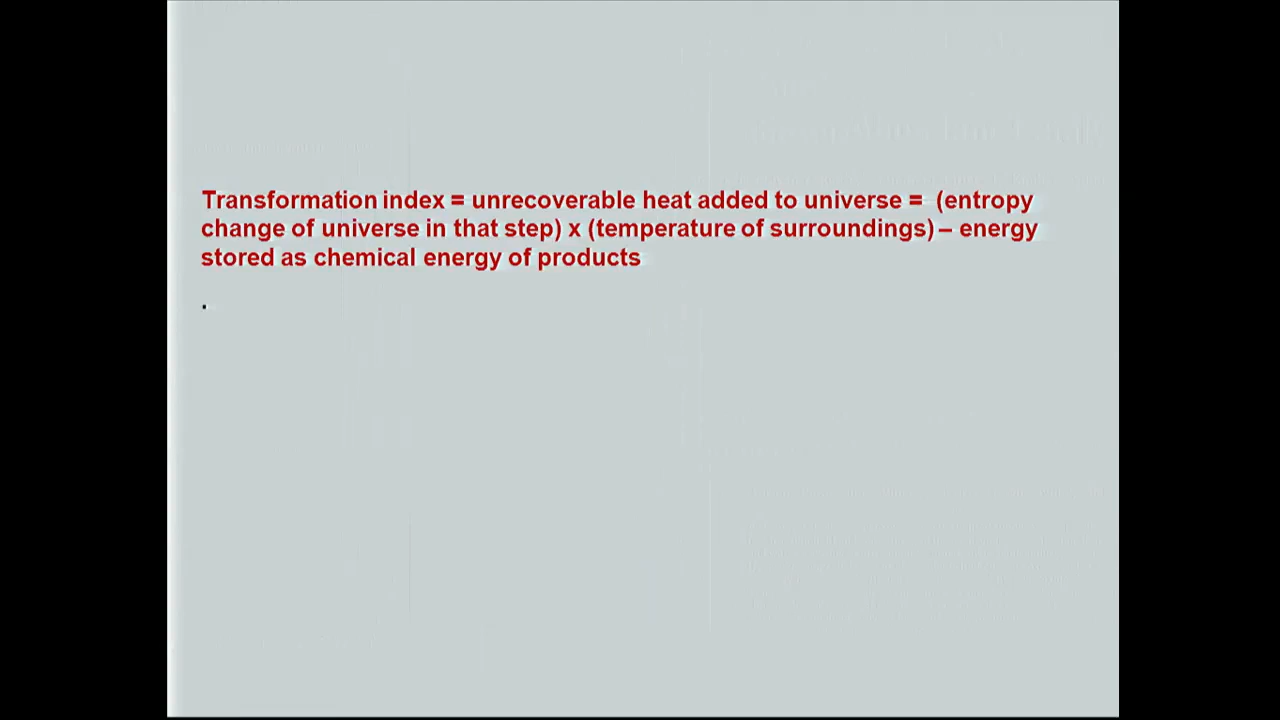 Transformation index = unrecoverable heat added to universe = (entropy
change of universe in that step) x (temperature of surroundings) – energy
stored as chemical energy of products
.